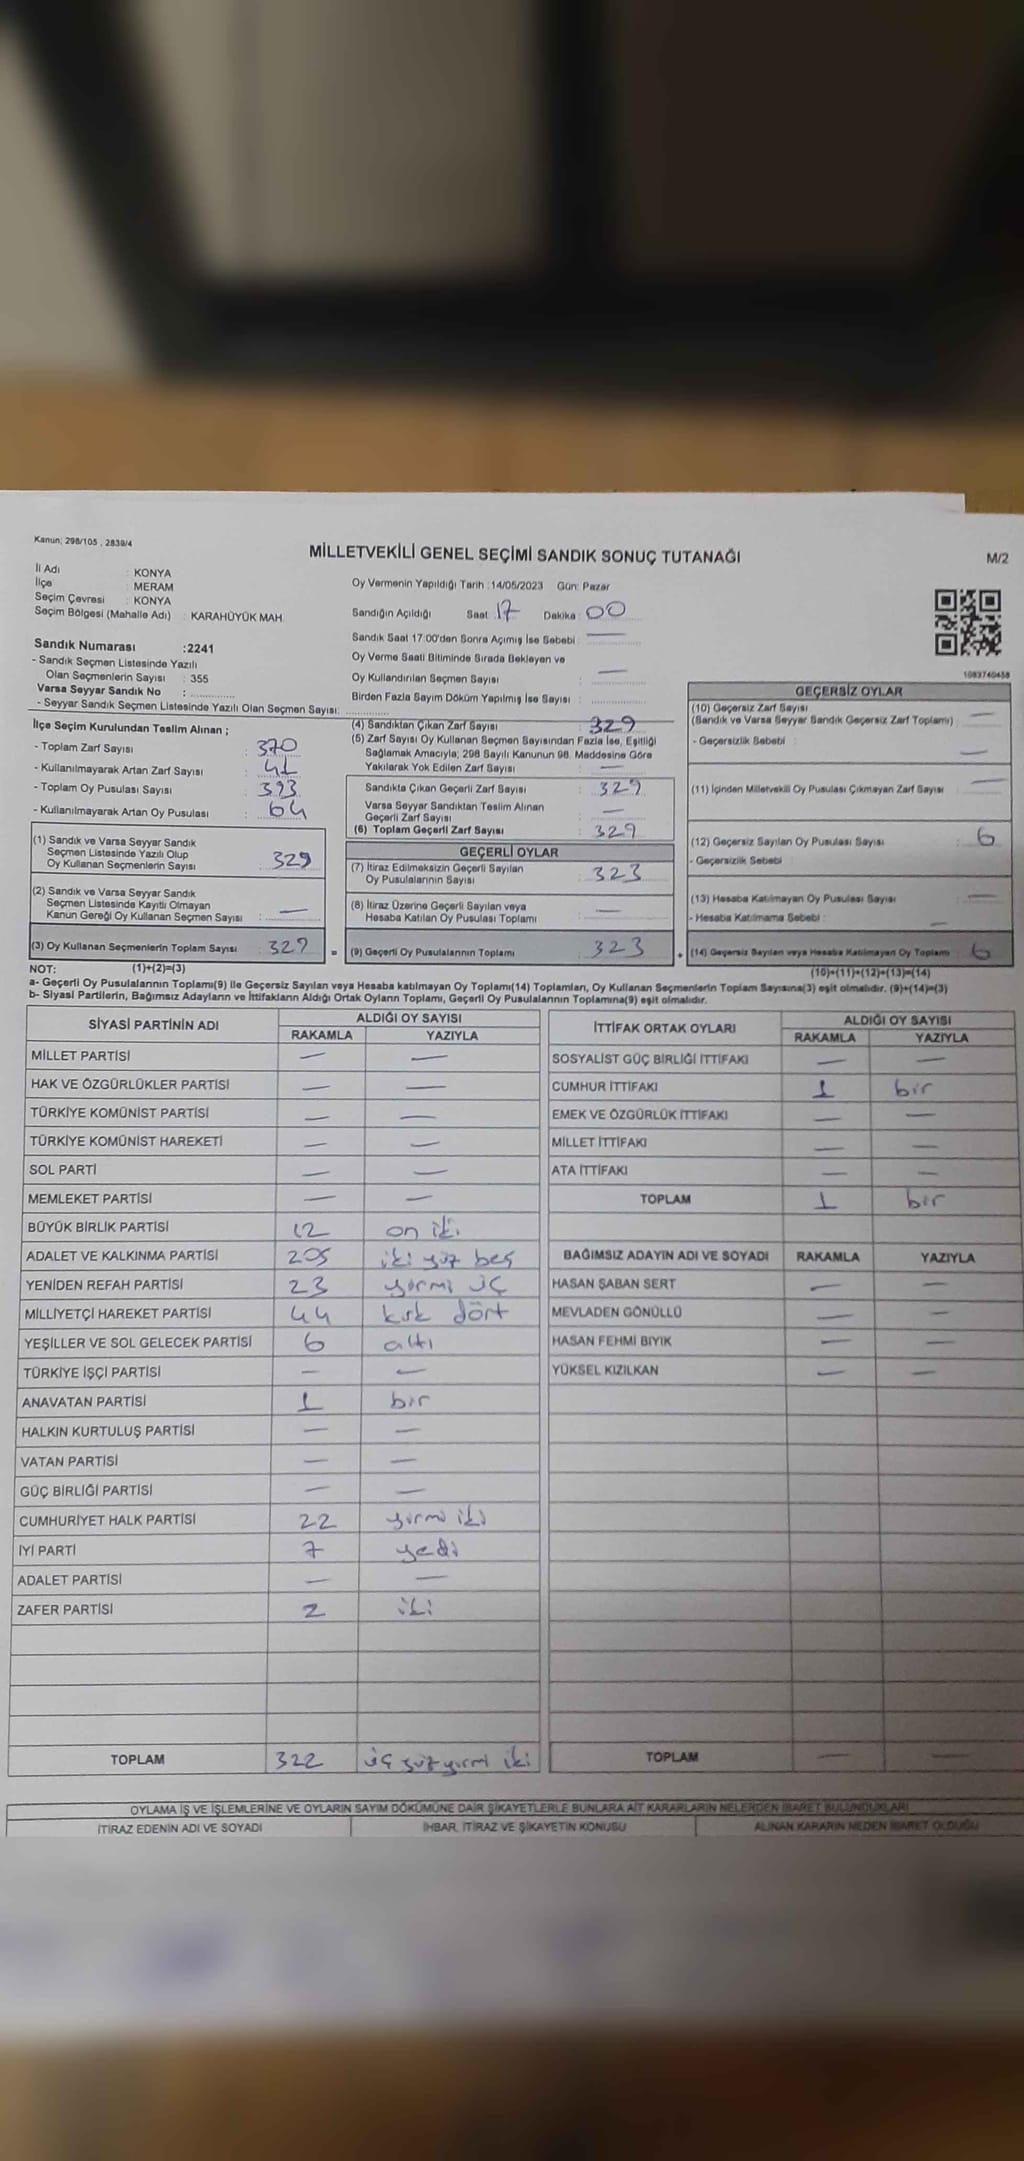 Kanun; 298/105 , 2839/4
MİLLETVEKİLİ GENEL SEÇİMİ SANDIK SONUÇ TUTANAĞI
M/2
İl Adı : KONYA
İlçe : MERAM
Seçim Çevresi : KONYA
Seçim Bölgesi (Mahalle Adı) : KARAHÜYÜK MAH.
Oy Vermenin Yapıldığı Tarih :14/05/2023 Gün: Pazar
Sandığın Açıldığı Saat 17 Dakika : 00
Sandık Saat 17:00'den Sonra Açılmış İse Sebebi : —
Oy Verme Saati Bitiminde Sırada Bekleyen ve
Oy Kullandırılan Seçmen Sayısı : —
Birden Fazla Sayım Döküm Yapılmış İse Sayısı :
Sandık Numarası :2241
- Sandık Seçmen Listesinde Yazılı
Olan Seçmenlerin Sayısı : 355
Varsa Seyyar Sandık No :
- Seyyar Sandık Seçmen Listesinde Yazılı Olan Seçmen Sayısı:
1083740458
İlçe Seçim Kurulundan Teslim Alınan ;
- Toplam Zarf Sayısı : 370
- Kullanılmayarak Artan Zarf Sayısı : 41
- Toplam Oy Pusulası Sayısı : 393
- Kullanılmayarak Artan Oy Pusulası : 64
(1) Sandık ve Varsa Seyyar Sandık
Seçmen Listesinde Yazılı Olup
Oy Kullanan Seçmenlerin Sayısı : 329
(2) Sandık ve Varsa Seyyar Sandık
Seçmen Listesinde Kayıtlı Olmayan
Kanun Gereği Oy Kullanan Seçmen Sayısı : —
(3) Oy Kullanan Seçmenlerin Toplam Sayısı : 329 =
(4) Sandıktan Çıkan Zarf Sayısı : 329
(5) Zarf Sayısı Oy Kullanan Seçmen Sayısından Fazla İse, Eşitliği
Sağlamak Amacıyla; 298 Sayılı Kanunun 98. Maddesine Göre
Yakılarak Yok Edilen Zarf Sayısı : —
Sandıkta Çıkan Geçerli Zarf Sayısı : 329
Varsa Seyyar Sandıktan Teslim Alınan
Geçerli Zarf Sayısı : —
(6) Toplam Geçerli Zarf Sayısı : 329
GEÇERLİ OYLAR
(7) İtiraz Edilmeksizin Geçerli Sayılan
Oy Pusulalarının Sayısı : 323
(8) İtiraz Üzerine Geçerli Sayılan veya
Hesaba Katılan Oy Pusulası Toplamı : —
(9) Geçerli Oy Pusulalarının Toplamı : 323 +
GEÇERSİZ OYLAR
(10) Geçersiz Zarf Sayısı
(Sandık ve Varsa Seyyar Sandık Geçersiz Zarf Toplamı) : —
- Geçersizlik Sebebi : —
(11) İçinden Milletvekili Oy Pusulası Çıkmayan Zarf Sayısı : —
(12) Geçersiz Sayılan Oy Pusulası Sayısı : 6
- Geçersizlik Sebebi :
(13) Hesaba Katılmayan Oy Pusulası Sayısı : —
- Hesaba Katılmama Sebebi : —
(14) Geçersiz Sayılan veya Hesaba Katılmayan Oy Toplamı : 6
NOT: (1)+(2)=(3)
(10)+(11)+(12)+(13)=(14)
a- Geçerli Oy Pusulalarının Toplamı(9) ile Geçersiz Sayılan veya Hesaba katılmayan Oy Toplamı(14) Toplamları, Oy Kullanan Seçmenlerin Toplam Sayısına(3) eşit olmalıdır. (9)+(14)=(3)
b- Siyasi Partilerin, Bağımsız Adayların ve İttifakların Aldığı Ortak Oyların Toplamı, Geçerli Oy Pusulalarının Toplamına(9) eşit olmalıdır.
SİYASİ PARTİNİN ADI ALDIĞI OY SAYISI
RAKAMLA YAZIYLA
MİLLET PARTİSİ — —
HAK VE ÖZGÜRLÜKLER PARTİSİ — —
TÜRKİYE KOMÜNİST PARTİSİ — —
TÜRKİYE KOMÜNİST HAREKETİ — —
SOL PARTİ — —
MEMLEKET PARTİSİ — —
BÜYÜK BİRLİK PARTİSİ 12 on iki
ADALET VE KALKINMA PARTİSİ 205 iki yüz beş
YENİDEN REFAH PARTİSİ 23 yirmi üç
MİLLİYETÇİ HAREKET PARTİSİ 44 kırk dört
YEŞİLLER VE SOL GELECEK PARTİSİ 6 altı
TÜRKİYE İŞÇİ PARTİSİ — —
ANAVATAN PARTİSİ 1 bir
HALKIN KURTULUŞ PARTİSİ — —
VATAN PARTİSİ — —
GÜÇ BİRLİĞİ PARTİSİ — —
CUMHURİYET HALK PARTİSİ 22 yirmi iki
İYİ PARTİ 7 yedi
ADALET PARTİSİ — —
ZAFER PARTİSİ 2 iki
TOPLAM 322 üç yüz yirmi iki
İTTİFAK ORTAK OYLARI ALDIĞI OY SAYISI
RAKAMLA YAZIYLA
SOSYALİST GÜÇ BİRLİĞİ İTTİFAKI — —
CUMHUR İTTİFAKI 1 bir
EMEK VE ÖZGÜRLÜK İTTİFAKI — —
MİLLET İTTİFAKI — —
ATA İTTİFAKI — —
TOPLAM 1 bir
BAĞIMSIZ ADAYIN ADI VE SOYADI RAKAMLA YAZIYLA
HASAN ŞABAN SERT — —
MEVLADEN GÖNÜLLÜ — —
HASAN FEHMİ BIYIK — —
YÜKSEL KIZILKAN — —
TOPLAM — —
OYLAMA İŞ VE İŞLEMLERİNE VE OYLARIN SAYIM DÖKÜMÜNE DAİR ŞİKAYETLERLE BUNLARA AİT KARARLARIN NELERDEN İBARET BULUNDUKLARI
İTİRAZ EDENİN ADI VE SOYADI İHBAR, İTİRAZ VE ŞİKAYETİN KONUSU ALINAN KARARIN NEDEN İBARET OLDUĞU